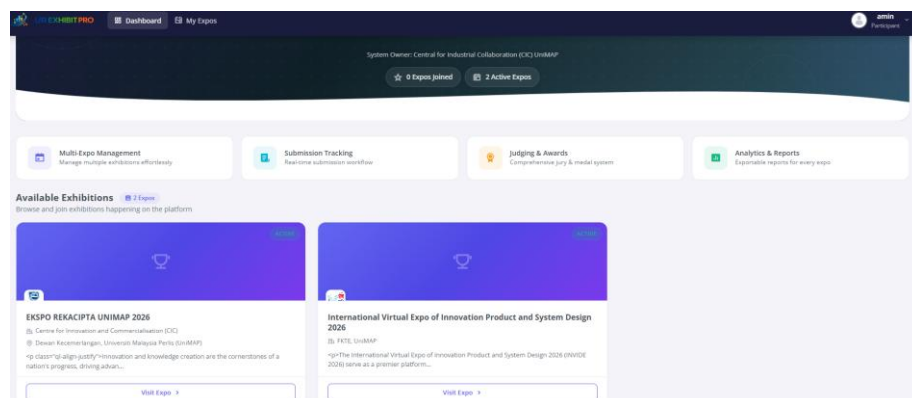 UNI EXHIBITPRO
Dashboard
My Expos
amin
Participant
System Owner: Central for Industrial Collaboration (CIC) UniMAP
0 Expos Joined
2 Active Expos
Multi-Expo Management
Manage multiple exhibitions effortlessly
Submission Tracking
Real-time submission workflow
Judging & Awards
Comprehensive jury & medal system
Analytics & Reports
Exportable reports for every expo
Available Exhibitions
2 Expos
Browse and join exhibitions happening on the platform
ACTIVE
EKSPO REKACIPTA UNIMAP 2026
Centre for Innovation and Commercialisation (CIC)
Dewan Kecemerlangan, Universiti Malaysia Perlis (UniMAP)
<p class="ql-align-justify">Innovation and knowledge creation are the cornerstones of a
nation's progress, driving advan...
Visit Expo >
ACTIVE
International Virtual Expo of Innovation Product and System Design
2026
FKTE, UniMAP
<p>The International Virtual Expo of Innovation Product and System Design 2026 (INVIDE
2026) serve as a premier platform...
Visit Expo >